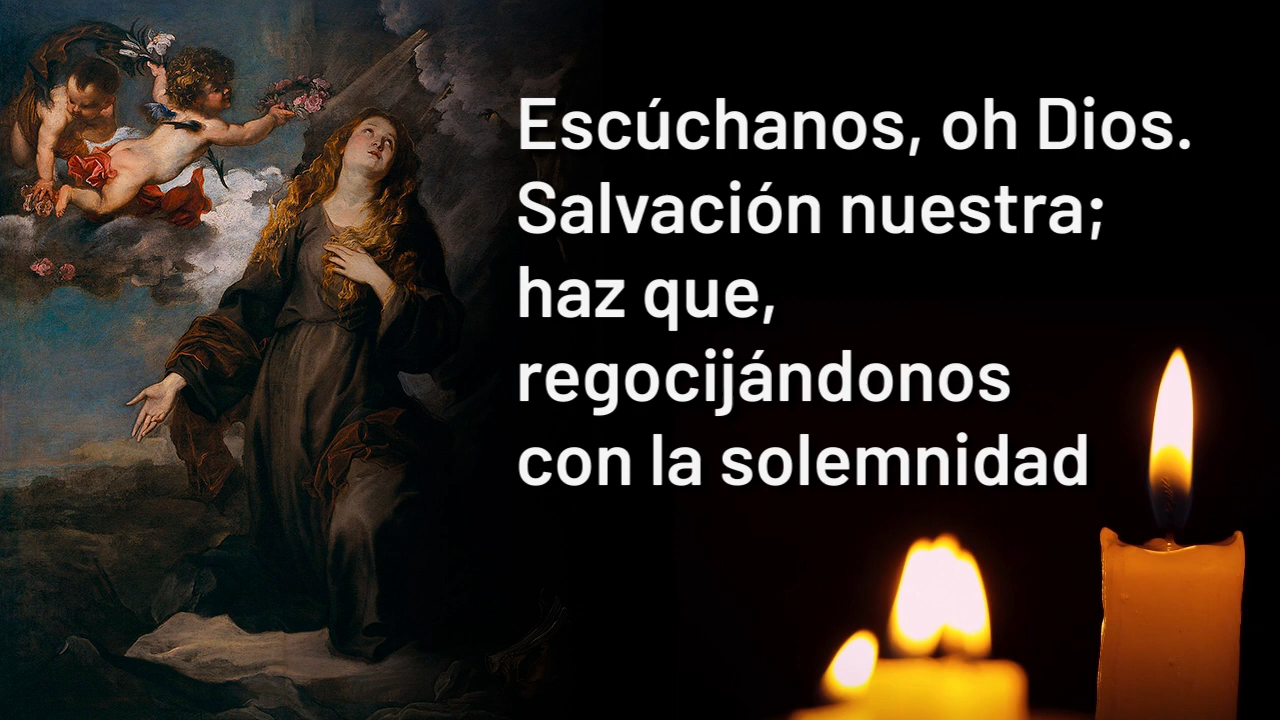 Escúchanos, oh Dios.
Salvación nuestra;
haz que,
regocijándonos
con la solemnidad